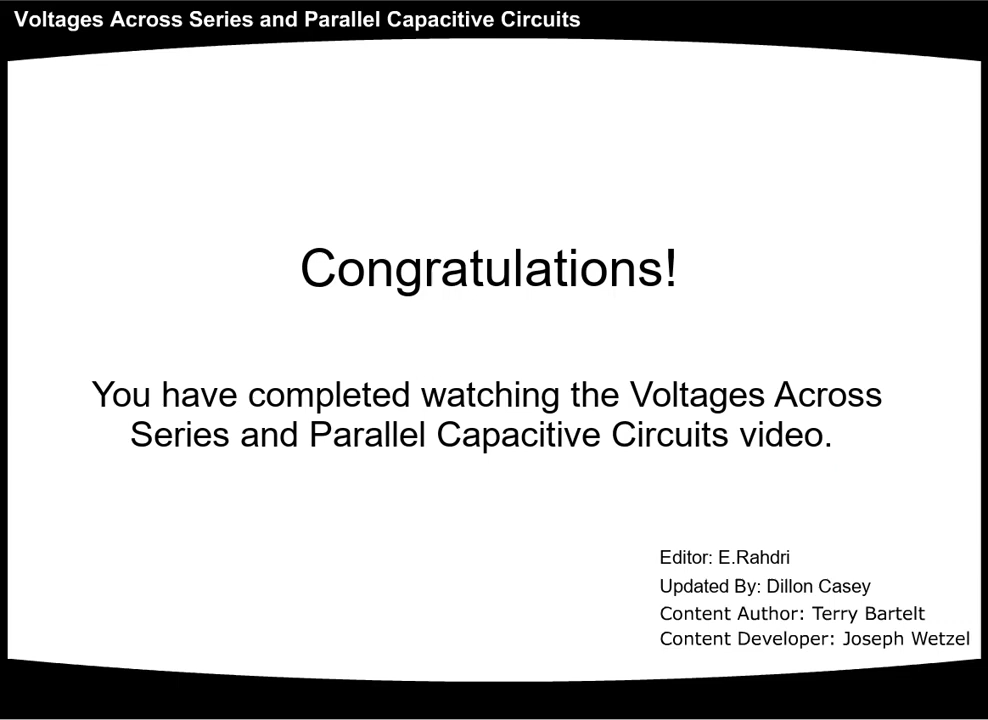 Voltages Across Series and Parallel Capacitive Circuits
Congratulations!
You have completed watching the Voltages Across
Series and Parallel Capacitive Circuits video.
Editor: E.Rahdri
Updated By: Dillon Casey
Content Author: Terry Bartelt
Content Developer: Joseph Wetzel